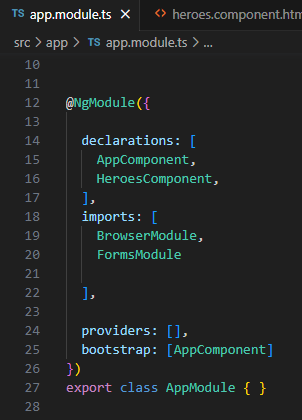 TS app.module.ts X <> heroes.component.htm
src > app > TS app.module.ts > ...
10
11
12 @NgModule({
13
14 declarations: [
15 AppComponent,
16 HeroesComponent,
17 ],
18 imports: [
19 BrowserModule,
20 FormsModule
21
22 ],
23
24 providers: [],
25 bootstrap: [AppComponent]
26 })
27 export class AppModule { }
28